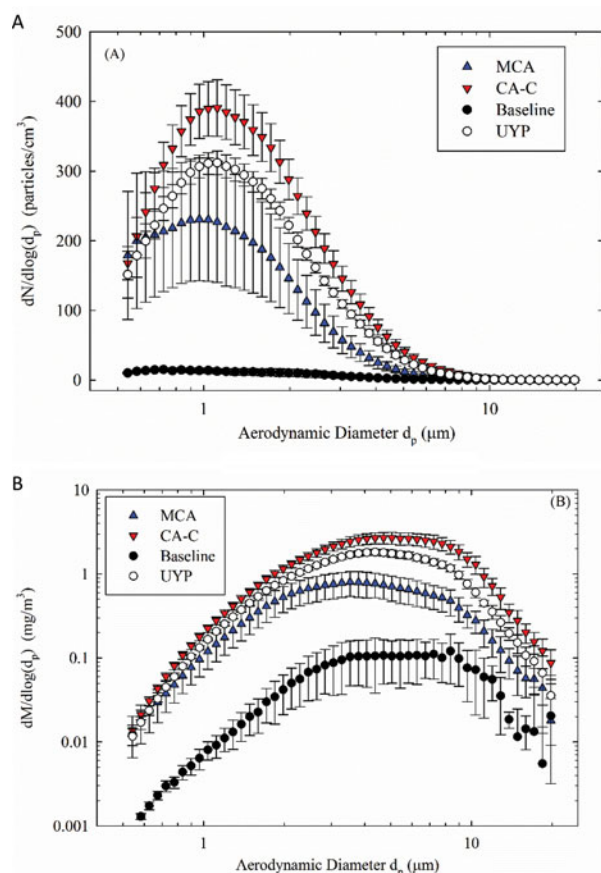 A
(A)
500
400
300
200
100
0
dN/dlog(dₚ) (particles/cm³)
MCA
CA-C
Baseline
UYP
1 10
Aerodynamic Diameter dₚ (μm)
B
(B)
10
1
0.1
0.01
0.001
dM/dlog(dₚ) (mg/m³)
MCA
CA-C
Baseline
UYP
1 10
Aerodynamic Diameter dₚ (μm)